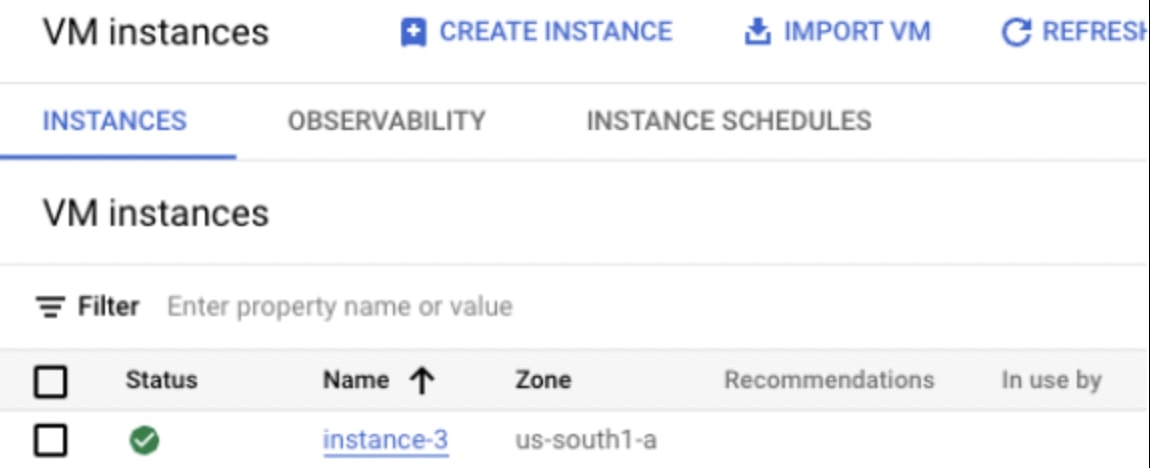 VM instances CREATE INSTANCE IMPORT VM REFRESH
INSTANCES OBSERVABILITY INSTANCE SCHEDULES
VM instances
Filter Enter property name or value
Status Name Zone Recommendations In use by
instance-3 us-south1-a